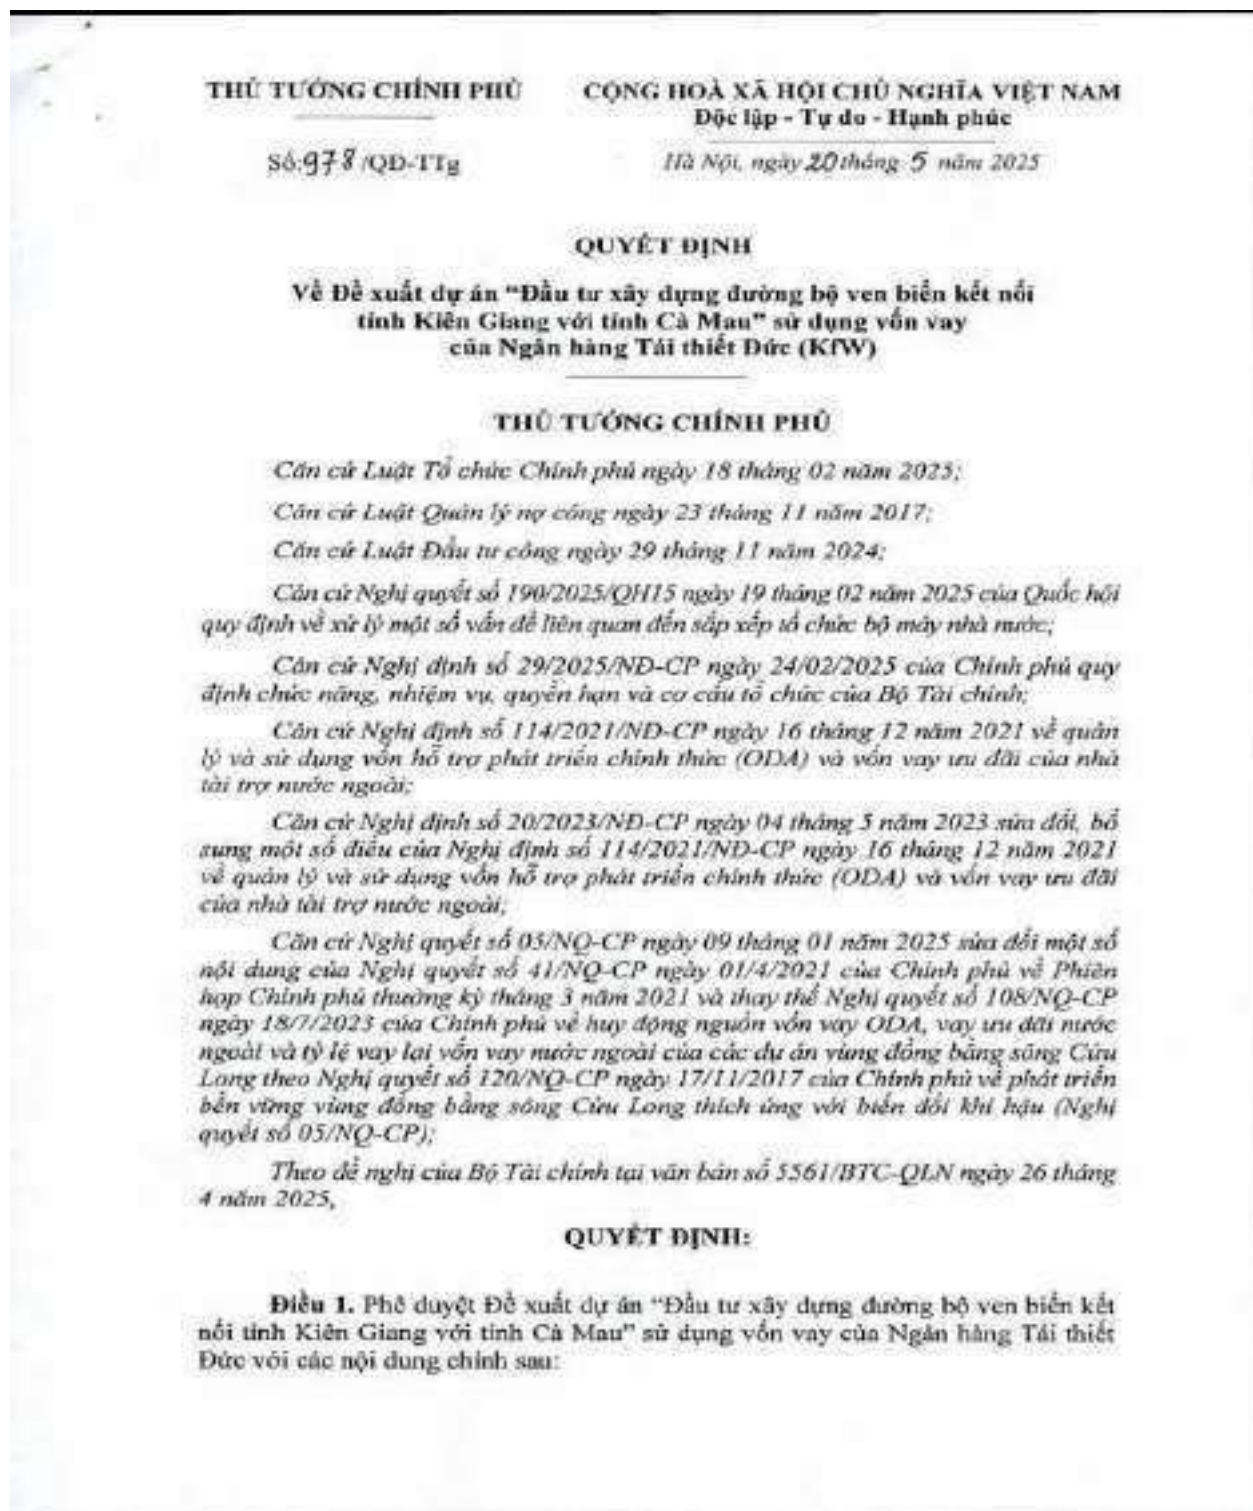 THỦ TƯỚNG CHÍNH PHỦ
CỘNG HOÀ XÃ HỘI CHỦ NGHĨA VIỆT NAM
Độc lập - Tự do - Hạnh phúc
Số: 978 /QĐ-TTg
Hà Nội, ngày 20 tháng 5 năm 2025
QUYẾT ĐỊNH
Về Đề xuất dự án “Đầu tư xây dựng đường bộ ven biển kết nối
tỉnh Kiên Giang với tỉnh Cà Mau” sử dụng vốn vay
của Ngân hàng Tái thiết Đức (KfW)
THỦ TƯỚNG CHÍNH PHỦ
Căn cứ Luật Tổ chức Chính phủ ngày 18 tháng 02 năm 2025;
Căn cứ Luật Quản lý nợ công ngày 23 tháng 11 năm 2017;
Căn cứ Luật Đầu tư công ngày 29 tháng 11 năm 2024;
Căn cứ Nghị quyết số 190/2025/QH15 ngày 19 tháng 02 năm 2025 của Quốc hội
quy định về xử lý một số vấn đề liên quan đến sắp xếp tổ chức bộ máy nhà nước;
Căn cứ Nghị định số 29/2025/NĐ-CP ngày 24/02/2025 của Chính phủ quy
định chức năng, nhiệm vụ, quyền hạn và cơ cấu tổ chức của Bộ Tài chính;
Căn cứ Nghị định số 114/2021/NĐ-CP ngày 16 tháng 12 năm 2021 về quản
lý và sử dụng vốn hỗ trợ phát triển chính thức (ODA) và vốn vay ưu đãi của nhà
tài trợ nước ngoài;
Căn cứ Nghị định số 20/2023/NĐ-CP ngày 04 tháng 5 năm 2023 sửa đổi, bổ
sung một số điều của Nghị định số 114/2021/NĐ-CP ngày 16 tháng 12 năm 2021
về quản lý và sử dụng vốn hỗ trợ phát triển chính thức (ODA) và vốn vay ưu đãi
của nhà tài trợ nước ngoài;
Căn cứ Nghị quyết số 05/NQ-CP ngày 09 tháng 01 năm 2025 sửa đổi một số
nội dung của Nghị quyết số 41/NQ-CP ngày 01/4/2021 của Chính phủ về Phiên
họp Chính phủ thường kỳ tháng 3 năm 2021 và thay thế Nghị quyết số 108/NQ-CP
ngày 18/7/2023 của Chính phủ về huy động nguồn vốn vay ODA, vay ưu đãi nước
ngoài và tỷ lệ vay lại vốn vay nước ngoài của các dự án vùng đồng bằng sông Cửu
Long theo Nghị quyết số 120/NQ-CP ngày 17/11/2017 của Chính phủ về phát triển
bền vững vùng đồng bằng sông Cửu Long thích ứng với biến đổi khí hậu (Nghị
quyết số 05/NQ-CP);
Theo đề nghị của Bộ Tài chính tại văn bản số 5561/BTC-QLN ngày 26 tháng
4 năm 2025,
QUYẾT ĐỊNH:
Điều 1. Phê duyệt Đề xuất dự án “Đầu tư xây dựng đường bộ ven biển kết
nối tỉnh Kiên Giang với tỉnh Cà Mau” sử dụng vốn vay của Ngân hàng Tái thiết
Đức với các nội dung chính sau: